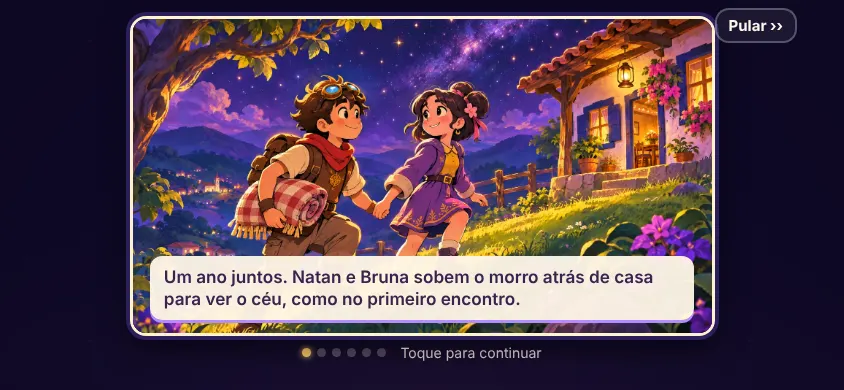 Pular ››
Um ano juntos. Natan e Bruna sobem o morro atrás de casa
para ver o céu, como no primeiro encontro.
Toque para continuar